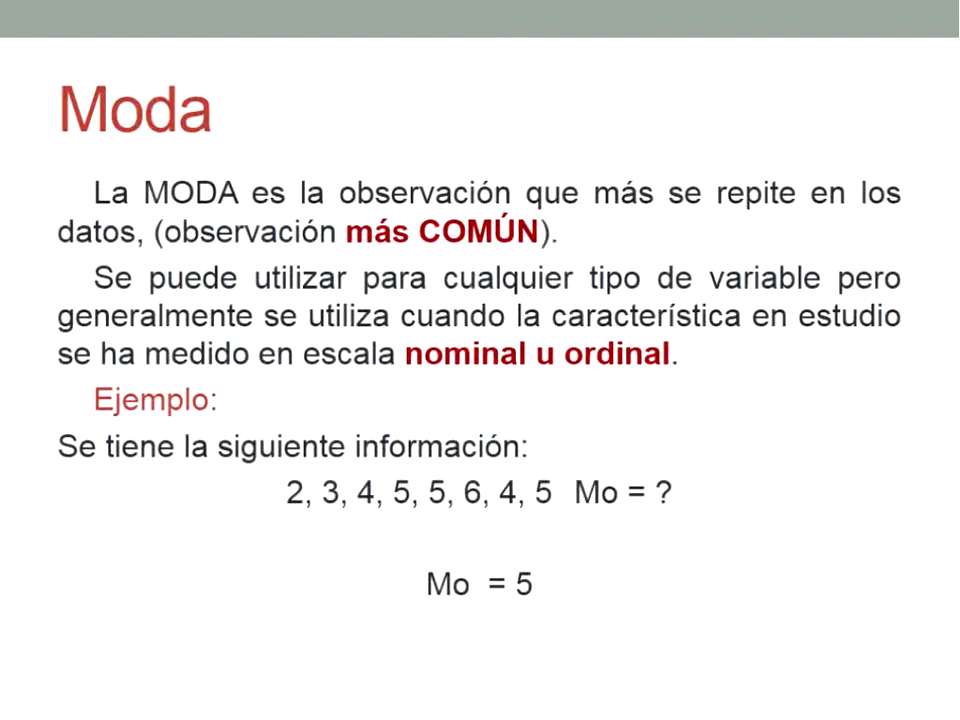 Moda
La MODA es la observación que más se repite en los
datos, (observación más COMÚN).
Se puede utilizar para cualquier tipo de variable pero
generalmente se utiliza cuando la característica en estudio
se ha medido en escala nominal u ordinal.
Ejemplo:
Se tiene la siguiente información:
2, 3, 4, 5, 5, 6, 4, 5 Mo = ?
Mo = 5